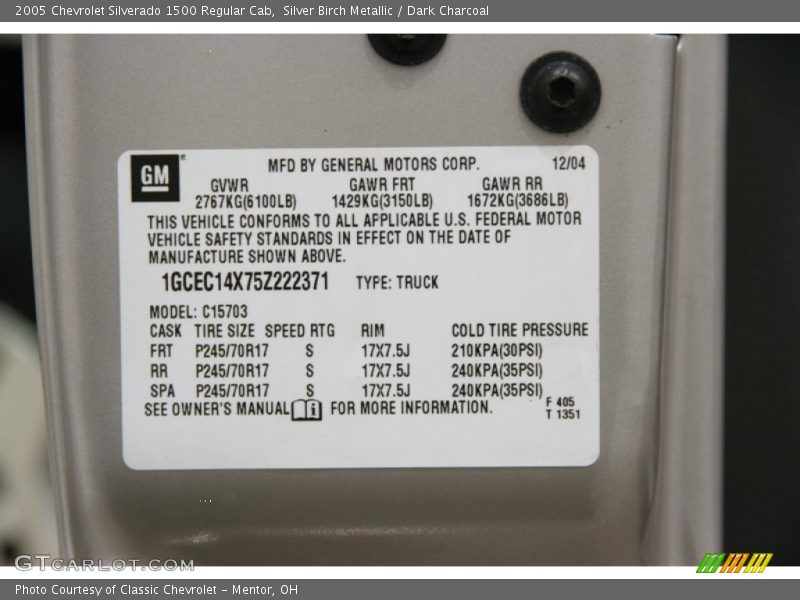 2005 Chevrolet Silverado 1500 Regular Cab,  Silver Birch Metallic / Dark Charcoal
GM
MFD BY GENERAL MOTORS CORP. 12/04
GVWR GAWR FRT GAWR RR
2767KG(6100LB) 1429KG(3150LB) 1672KG(3686LB)
THIS VEHICLE CONFORMS TO ALL APPLICABLE U.S. FEDERAL MOTOR
VEHICLE SAFETY STANDARDS IN EFFECT ON THE DATE OF
MANUFACTURE SHOWN ABOVE.
1GCEC14X75Z222371 TYPE: TRUCK
MODEL: C15703
CASK TIRE SIZE SPEED RTG RIM COLD TIRE PRESSURE
FRT P245/70R17 S 17X7.5J 210KPA(30PSI)
RR P245/70R17 S 17X7.5J 240KPA(35PSI)
SPA P245/70R17 S 17X7.5J 240KPA(35PSI)
SEE OWNER'S MANUAL FOR MORE INFORMATION.
F 405
T 1351
GTCARLOT.COM
Photo Courtesy of Classic Chevrolet - Mentor, OH